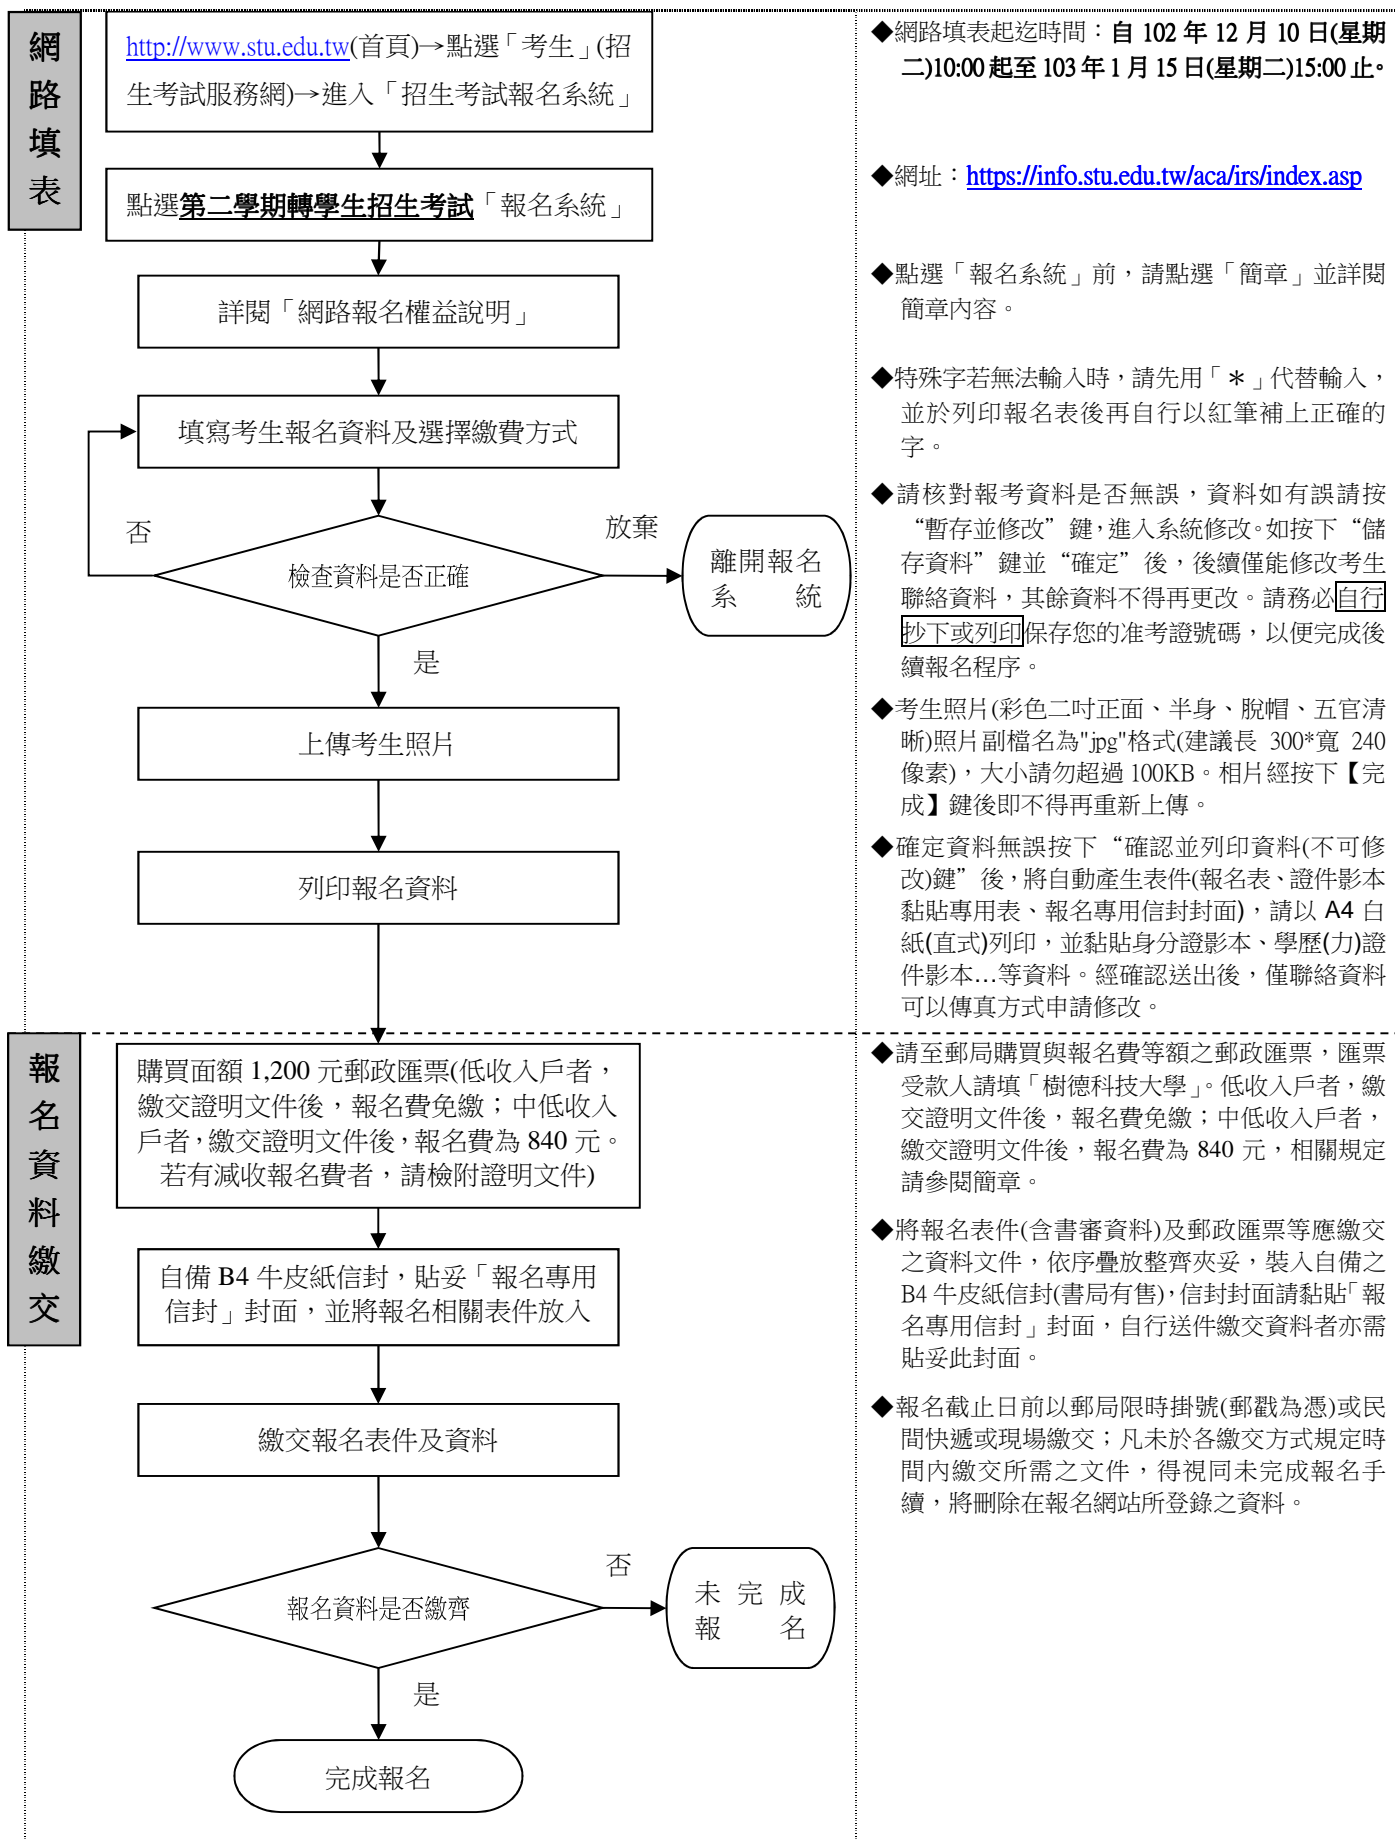 網路填表
http://www.stu.edu.tw(首頁)→點選「考生」(招
生考試服務網)→進入「招生考試報名系統」
點選第二學期轉學生招生考試「報名系統」
詳閱「網路報名權益說明」
填寫考生報名資料及選擇繳費方式
否
檢查資料是否正確
放棄
離開報名
系統
是
上傳考生照片
列印報名資料
◆網路填表起迄時間：自 102 年 12 月 10 日(星期
二)10:00 起至 103 年 1 月 15 日(星期二)15:00 止。
◆網址：https://info.stu.edu.tw/aca/irs/index.asp
◆點選「報名系統」前，請點選「簡章」並詳閱
簡章內容。
◆特殊字若無法輸入時，請先用「＊」代替輸入，
並於列印報名表後再自行以紅筆補上正確的
字。
◆請核對報考資料是否無誤，資料如有誤請按
“暫存並修改”鍵，進入系統修改。如按下“儲
存資料”鍵並“確定”後，後續僅能修改考生
聯絡資料，其餘資料不得再更改。請務必自行
抄下或列印保存您的准考證號碼，以便完成後
續報名程序。
◆考生照片(彩色二吋正面、半身、脫帽、五官清
晰)照片副檔名為"jpg"格式(建議長 300*寬 240
像素)，大小請勿超過 100KB。相片經按下【完
成】鍵後即不得再重新上傳。
◆確定資料無誤按下“確認並列印資料(不可修
改)鍵”後，將自動產生表件(報名表、證件影本
黏貼專用表、報名專用信封封面)，請以 A4 白
紙(直式)列印，並黏貼身分證影本、學歷(力)證
件影本…等資料。經確認送出後，僅聯絡資料
可以傳真方式申請修改。
報名資料繳交
購買面額 1,200 元郵政匯票(低收入戶者，
繳交證明文件後，報名費免繳；中低收入
戶者，繳交證明文件後，報名費為 840 元。
若有減收報名費者，請檢附證明文件)
自備 B4 牛皮紙信封，貼妥「報名專用
信封」封面，並將報名相關表件放入
繳交報名表件及資料
報名資料是否繳齊
否
未完成
報名
是
完成報名
◆請至郵局購買與報名費等額之郵政匯票，匯票
受款人請填「樹德科技大學」。低收入戶者，繳
交證明文件後，報名費免繳；中低收入戶者，
繳交證明文件後，報名費為 840 元，相關規定
請參閱簡章。
◆將報名表件(含書審資料)及郵政匯票等應繳交
之資料文件，依序疊放整齊夾妥，裝入自備之
B4 牛皮紙信封(書局有售)，信封封面請黏貼「報
名專用信封」封面，自行送件繳交資料者亦需
貼妥此封面。
◆報名截止日前以郵局限時掛號(郵戳為憑)或民
間快遞或現場繳交；凡未於各繳交方式規定時
間內繳交所需之文件，得視同未完成報名手
續，將刪除在報名網站所登錄之資料。